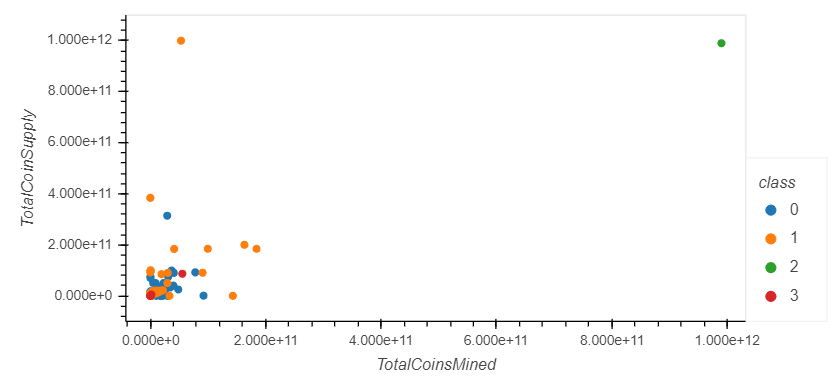 1.000e+12
8.000e+11
6.000e+11
4.000e+11
2.000e+11
0.000e+0
TotalCoinSupply
0.000e+0 2.000e+11 4.000e+11 6.000e+11 8.000e+11 1.000e+12
TotalCoinsMined
class
0
1
2
3